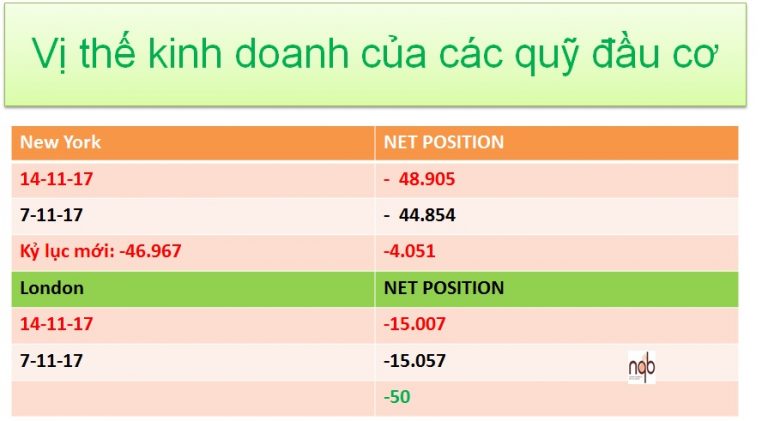 Vị thế kinh doanh của các quỹ đầu cơ
New York NET POSITION
14-11-17 - 48.905
7-11-17 - 44.854
Kỷ lục mới: -46.967 -4.051
London NET POSITION
14-11-17 -15.007
7-11-17 -15.057
nqb
-50